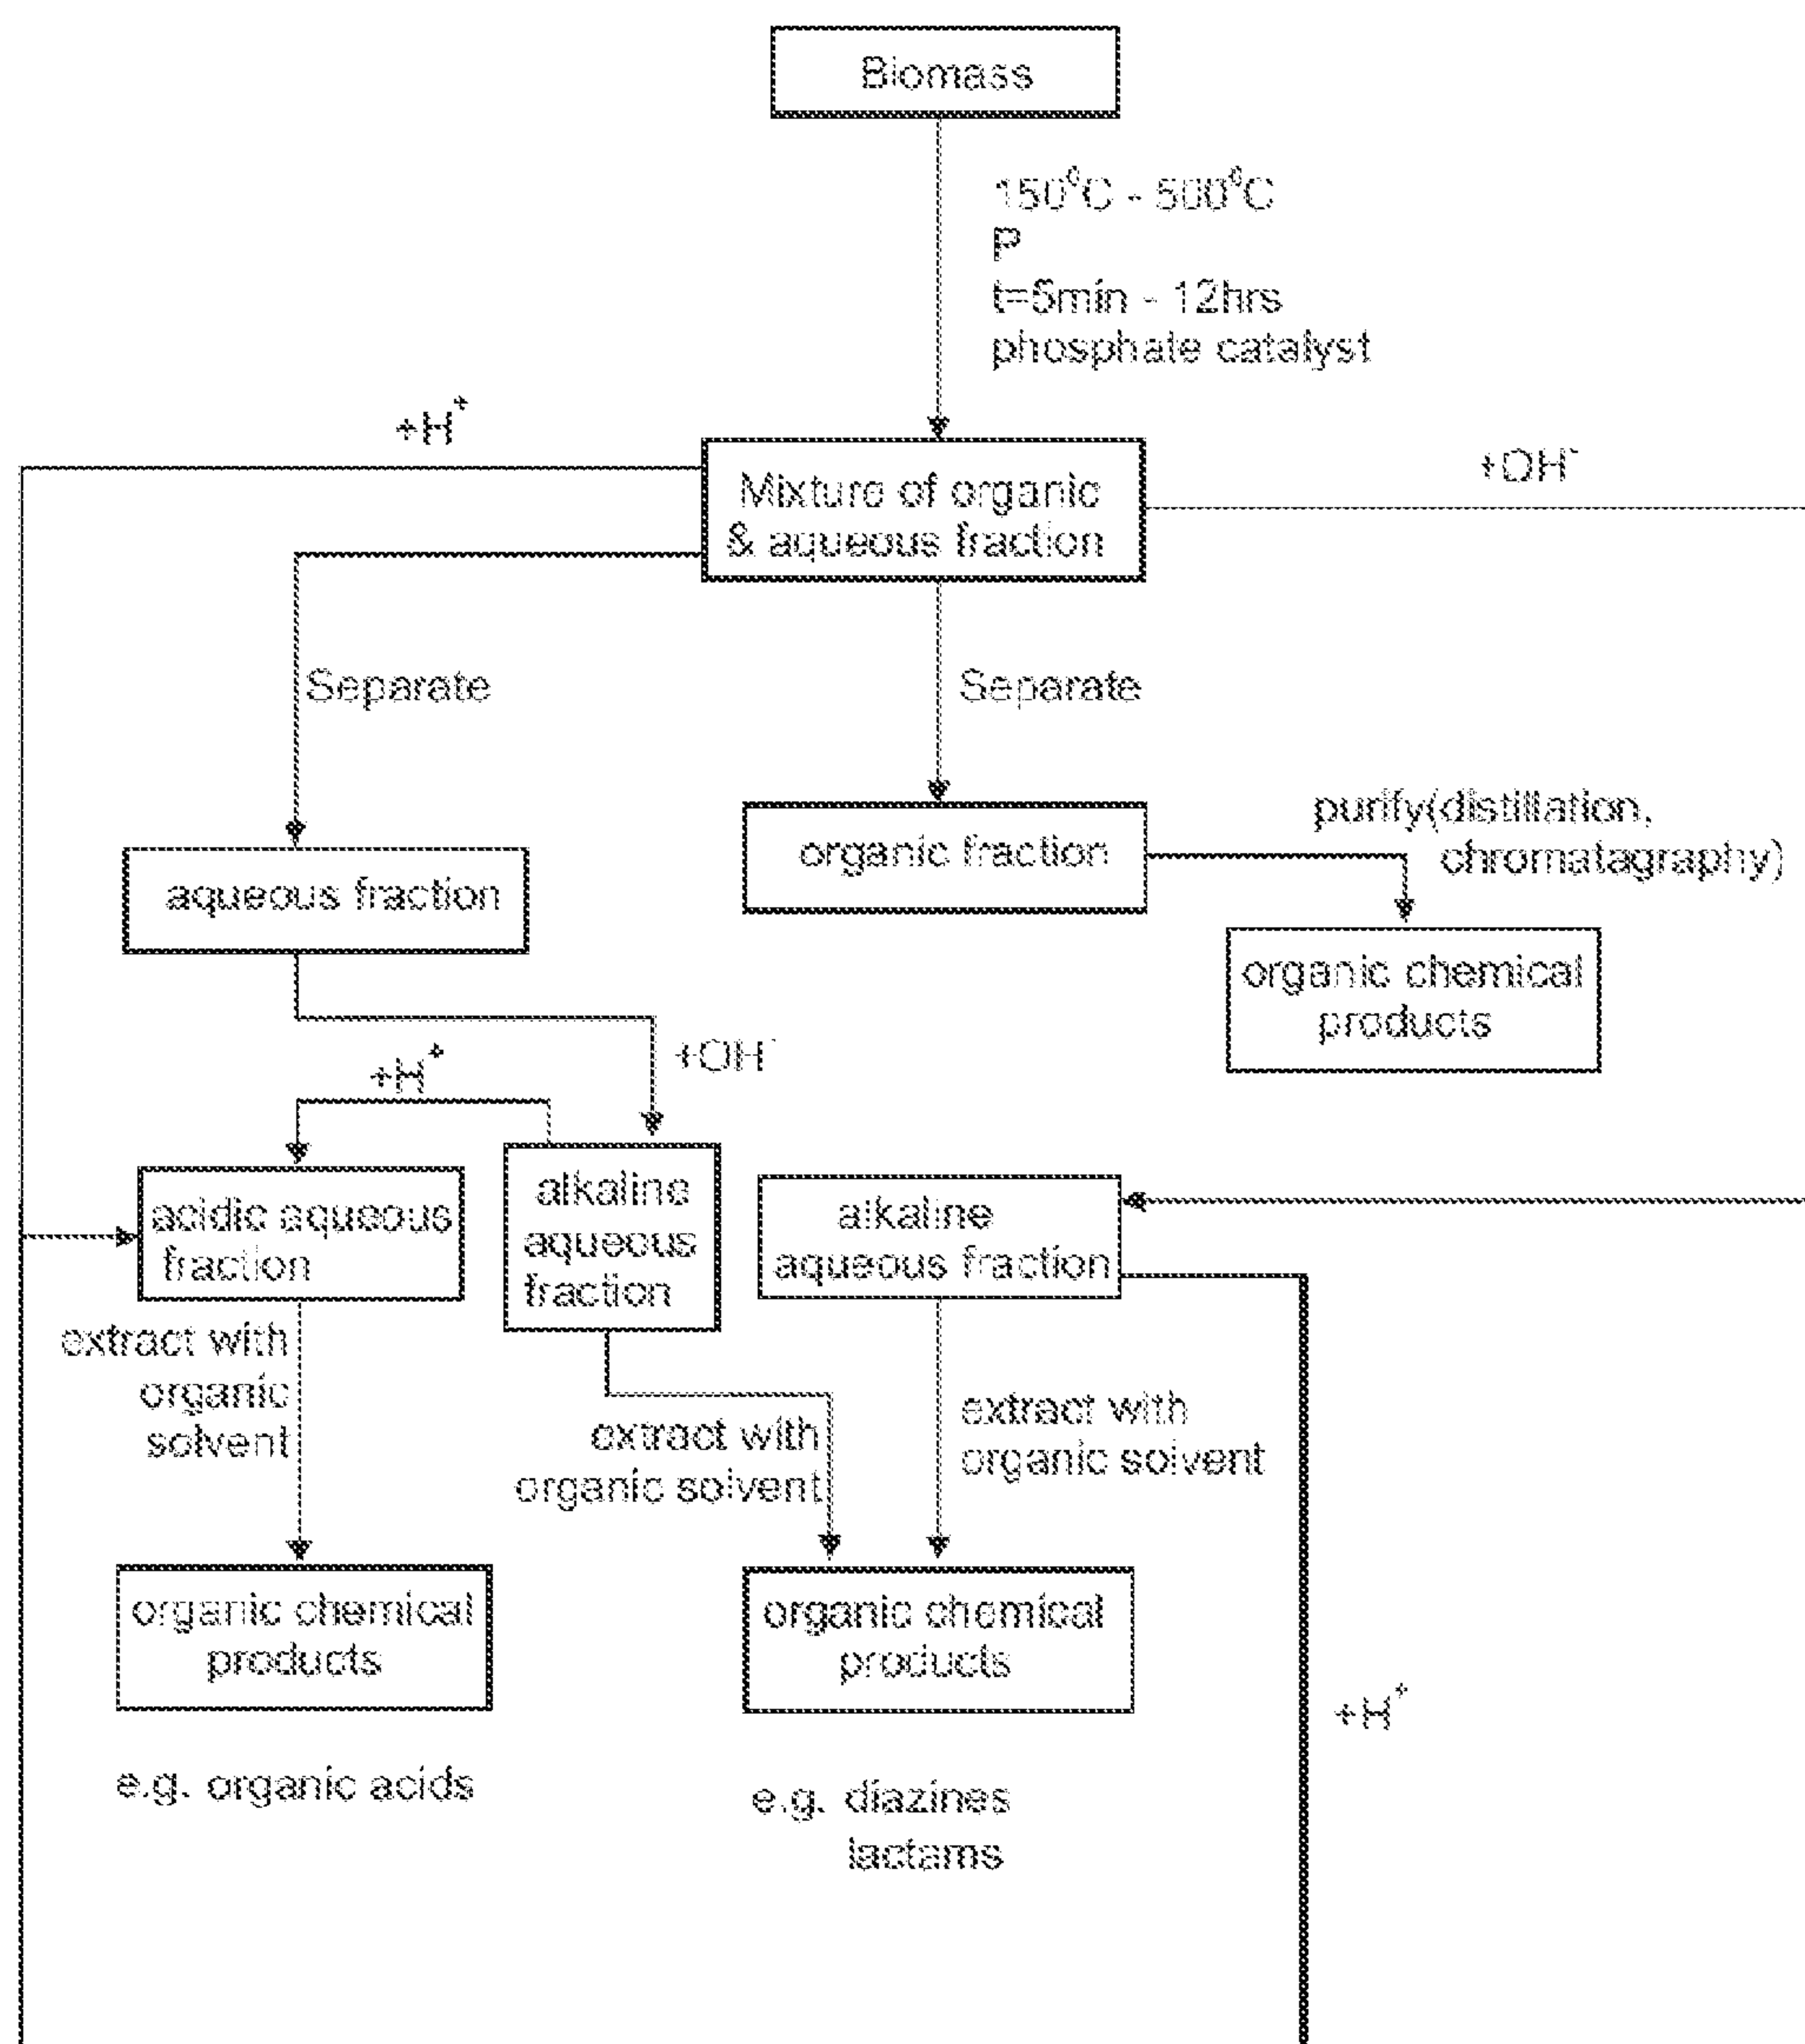 Biomass
150⁰C - 500⁰C
P
t=5min - 12hrs
phosphate catalyst
+H⁺
+OH⁻
Mixture of organic
& aqueous fraction
Separate
Separate
organic fraction
purify(distillation,
chromatagraphy)
aqueous fraction
organic chemical
products
+H⁺
+OH⁻
acidic aqueous
fraction
alkaline
aqueous
fraction
alkaline
aqueous fraction
extract with
organic
solvent
extract with
organic solvent
extract with
organic solvent
organic chemical
products
organic chemical
products
+H⁺
e.g. organic acids
e.g. diazines
lactams